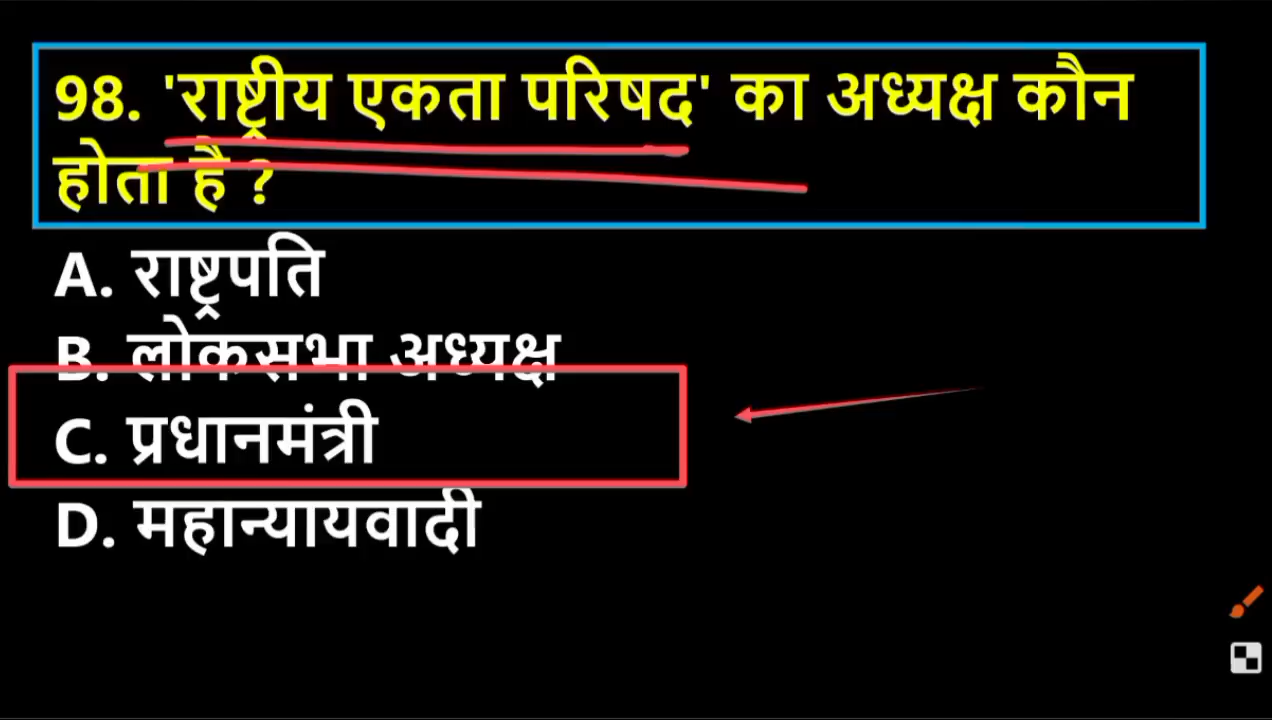 98. 'राष्ट्रीय एकता परिषद' का अध्यक्ष कौन
होता है ?
A. राष्ट्रपति
B. लोकसभा अध्यक्ष
C. प्रधानमंत्री
D. महान्यायवादी